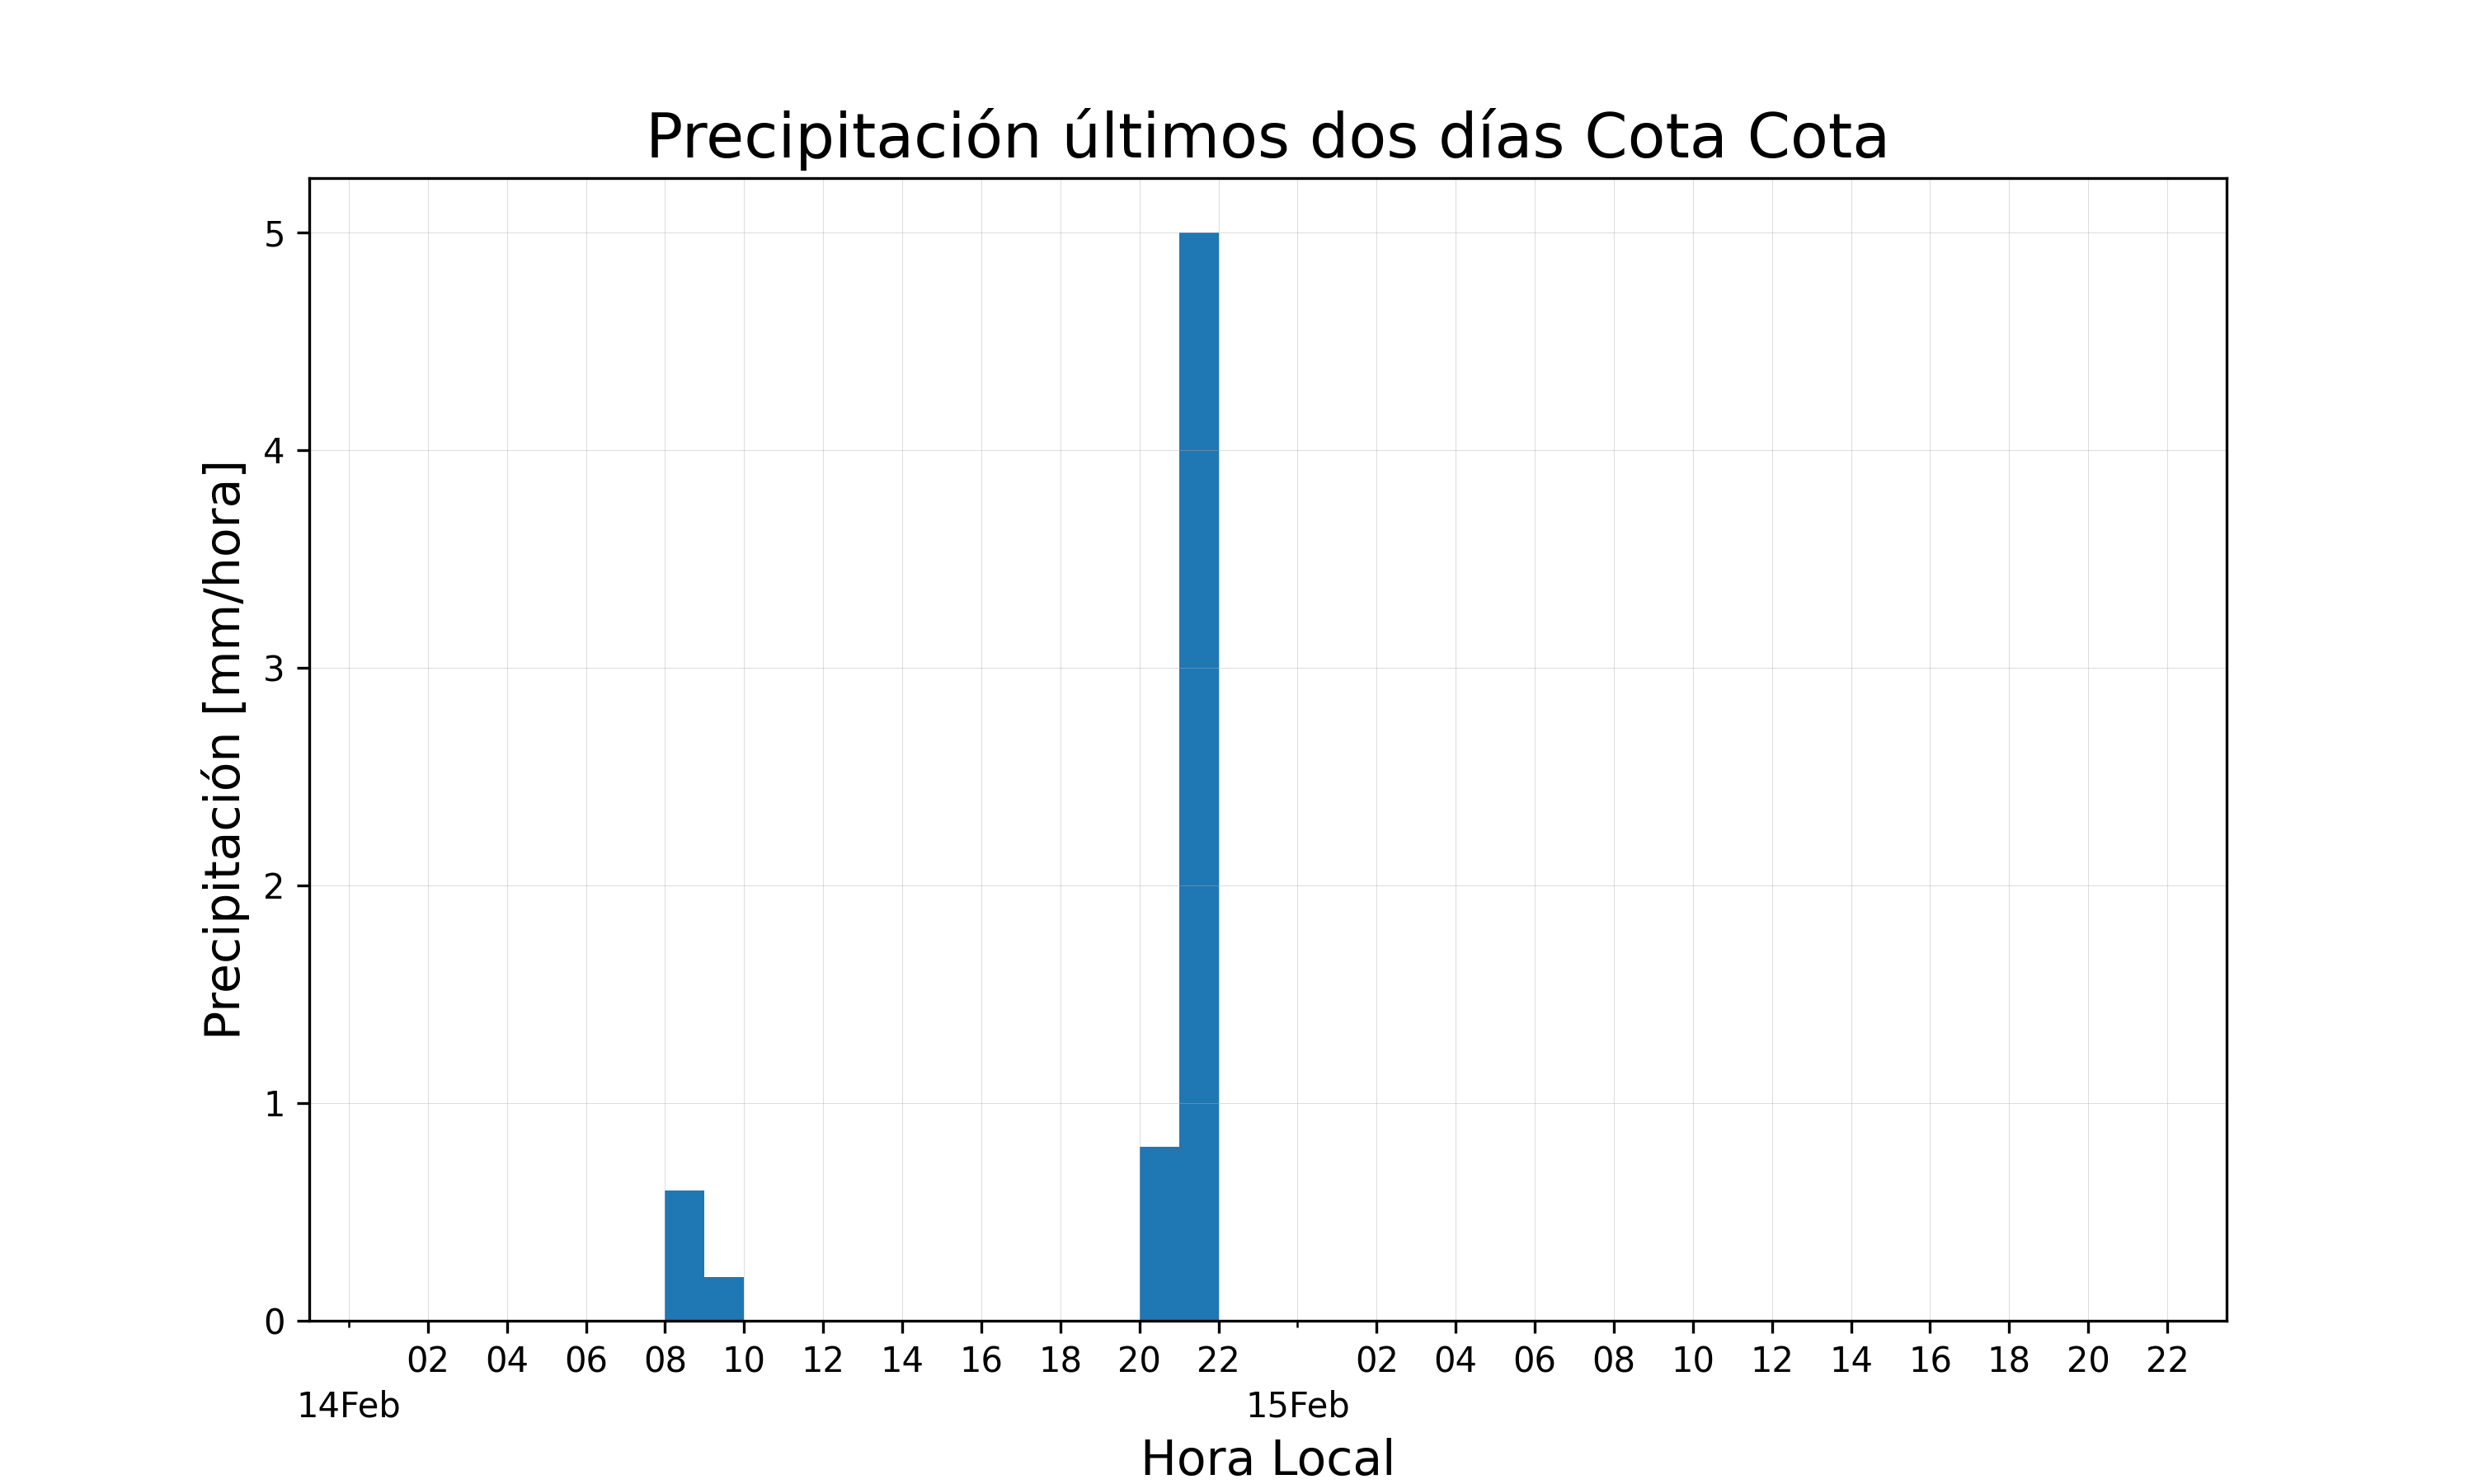 Precipitación últimos dos días Cota Cota
Precipitación [mm/hora]
5
4
3
2
1
0
02 04 06 08 10 12 14 16 18 20 22 02 04 06 08 10 12 14 16 18 20 22
14Feb 15Feb
Hora Local